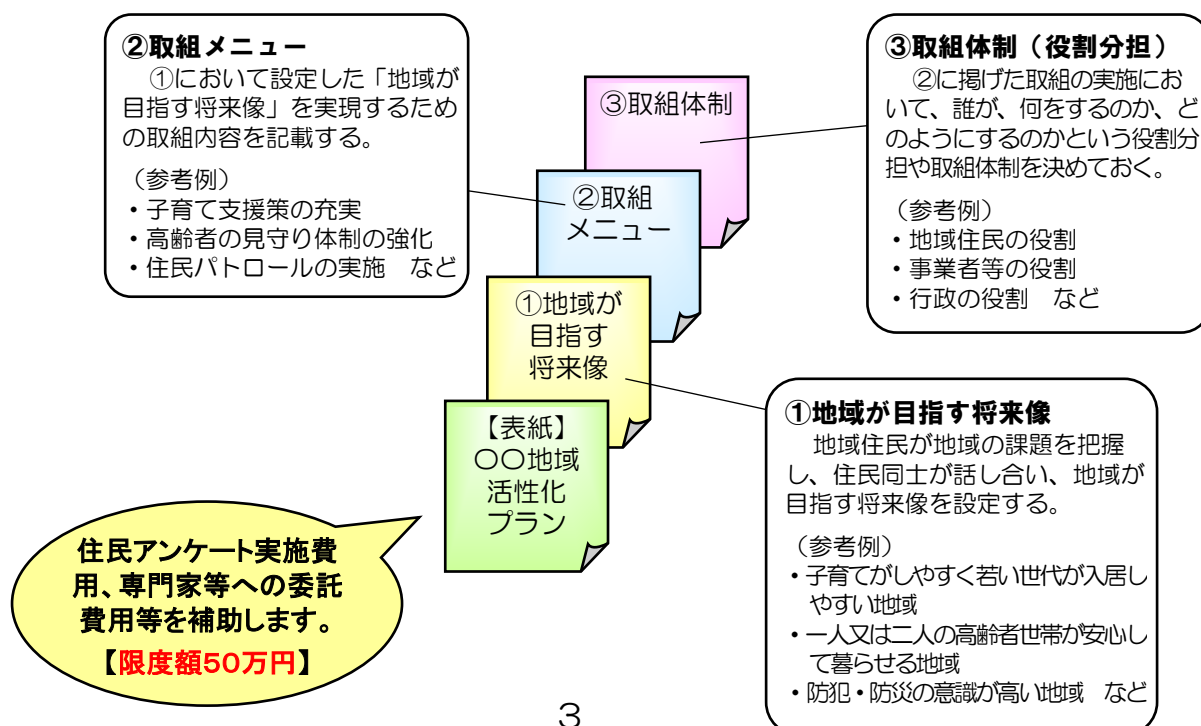 ②取組メニュー
①において設定した「地域が
目指す将来像」を実現するため
の取組内容を記載する。
（参考例）
・子育て支援策の充実
・高齢者の見守り体制の強化
・住民パトロールの実施　など
③取組体制（役割分担）
②に掲げた取組の実施にお
いて、誰が、何をするのか、ど
のようにするのかという役割分
担や取組体制を決めておく。
（参考例）
・地域住民の役割
・事業者等の役割
・行政の役割　など
③取組体制
②取組
メニュー
①地域が
目指す
将来像
【表紙】
〇〇地域
活性化
プラン
①地域が目指す将来像
地域住民が地域の課題を把握
し、住民同士が話し合い、地域が
目指す将来像を設定する。
（参考例）
・子育てがしやすく若い世代が入居し
やすい地域
・一人又は二人の高齢者世帯が安心し
て暮らせる地域
・防犯・防災の意識が高い地域　など
住民アンケート実施費
用、専門家等への委託
費用等を補助します。
【限度額50万円】
3